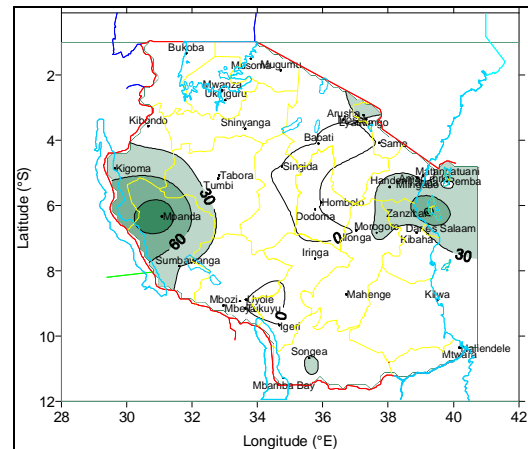 Bukoba
Musoma
Mugumu
2
Mwanza
Ukiriguru
Arusha
Kibondo
Shinyanga
4
Babati
Same
Singida
Kigoma
Tabora
Tumbi
30
Latitude (°S)
6
Mpanda
Hombolo
Dodoma
Zanzibar
Morogoro
Dar es Salaam
Ilonga
0
Kibaha
60
Iringa
30
Sumbawanga
8
Mbozi
Uyole
Mahenge
Kilwa
Mbeya
Tukuyu
0
Igeri
10
Songea
Naliendele
Mtwara
Mbamba Bay
12
28 30 32 34 36 38 40 42
Longitude (°E)